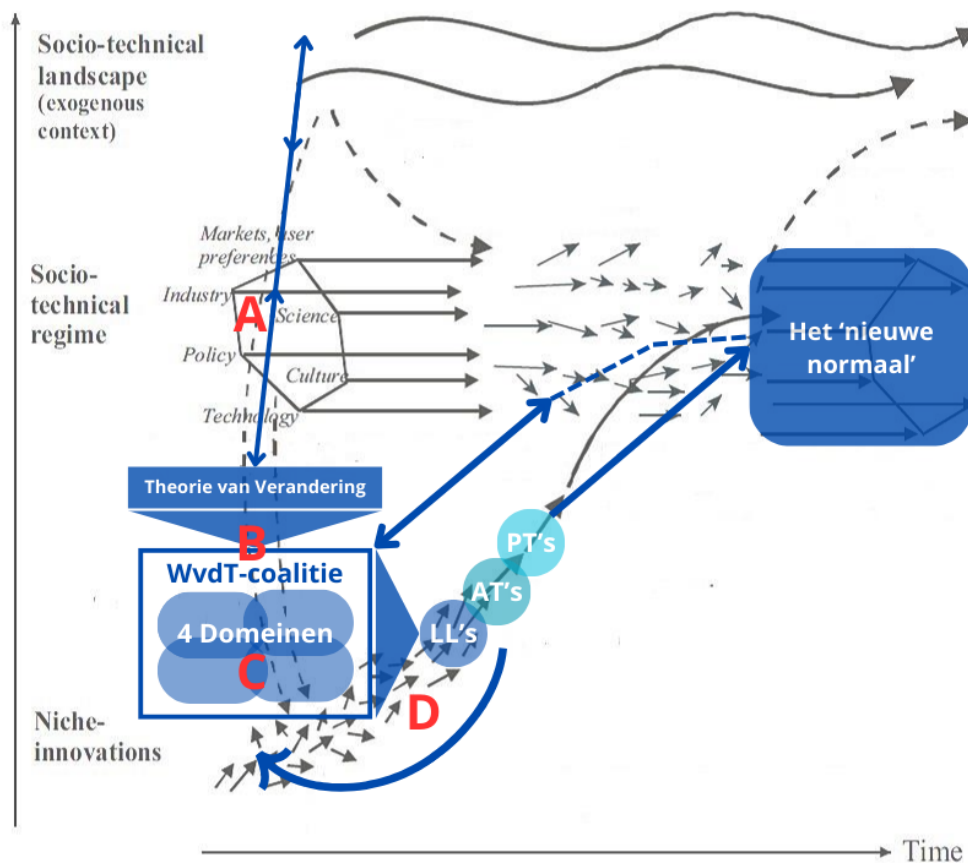 Socio-technical
landscape
(exogenous
context)
Markets, user
preferences
Industry
A
Science
Policy
Culture
Technology
Socio-
technical
regime
Het ‘nieuwe
normaal’
Theorie van Verandering
B
WvdT-coalitie
4 Domeinen
C
PT's
AT's
LL's
D
Niche-
innovations
Time